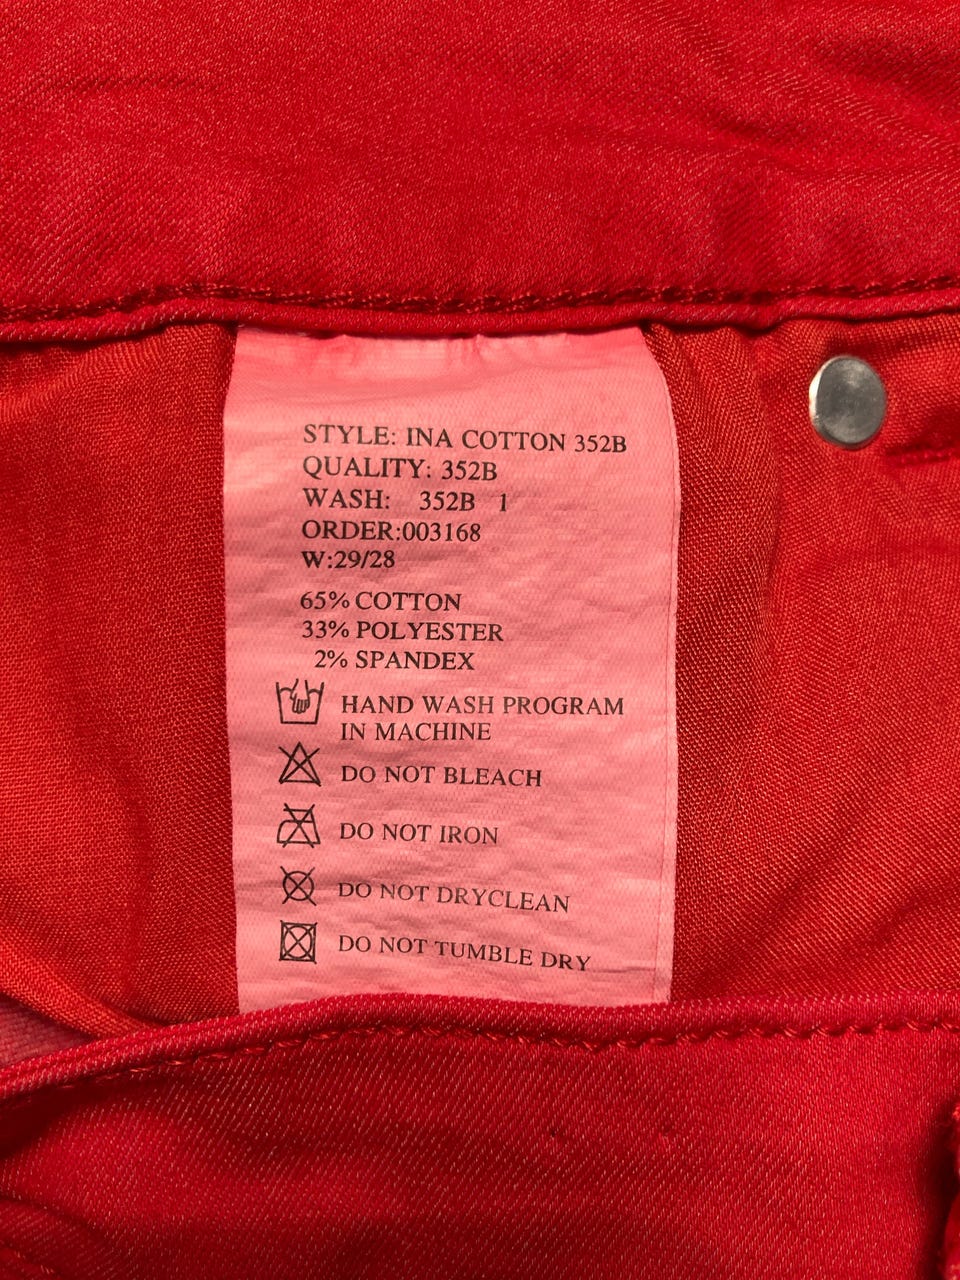 STYLE: INA COTTON 352B
QUALITY: 352B
WASH: 352B 1
ORDER:003168
W:29/28
65% COTTON
33% POLYESTER
2% SPANDEX
HAND WASH PROGRAM
IN MACHINE
DO NOT BLEACH
DO NOT IRON
DO NOT DRYCLEAN
DO NOT TUMBLE DRY